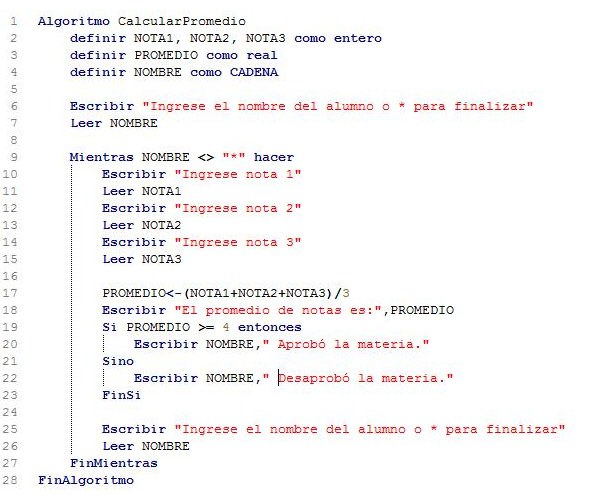 1 Algoritmo CalcularPromedio
2 definir NOTA1, NOTA2, NOTA3 como entero
3 definir PROMEDIO como real
4 definir NOMBRE como CADENA
5
6 Escribir "Ingrese el nombre del alumno o * para finalizar"
7 Leer NOMBRE
8
9 Mientras NOMBRE <> "*" hacer
10 Escribir "Ingrese nota 1"
11 Leer NOTA1
12 Escribir "Ingrese nota 2"
13 Leer NOTA2
14 Escribir "Ingrese nota 3"
15 Leer NOTA3
16
17 PROMEDIO<-(NOTA1+NOTA2+NOTA3)/3
18 Escribir "El promedio de notas es:",PROMEDIO
19 Si PROMEDIO >= 4 entonces
20 Escribir NOMBRE," Aprobó la materia."
21 Sino
22 Escribir NOMBRE," Desaprobó la materia."
23 FinSi
24
25 Escribir "Ingrese el nombre del alumno o * para finalizar"
26 Leer NOMBRE
27 FinMientras
28 FinAlgoritmo